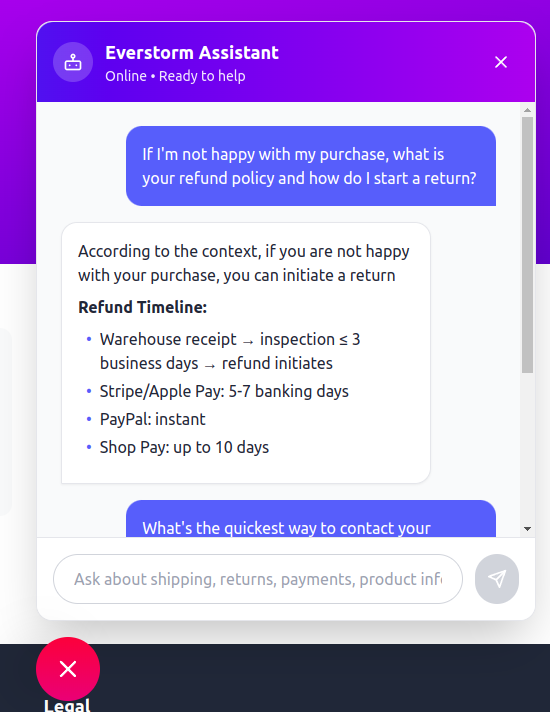 Everstorm Assistant
Online • Ready to help
If I'm not happy with my purchase, what is
your refund policy and how do I start a return?
According to the context, if you are not happy
with your purchase, you can initiate a return
Refund Timeline:
• Warehouse receipt → inspection ≤ 3
business days → refund initiates
• Stripe/Apple Pay: 5-7 banking days
• PayPal: instant
• Shop Pay: up to 10 days
What's the quickest way to contact your
Ask about shipping, returns, payments, product inf
Legal